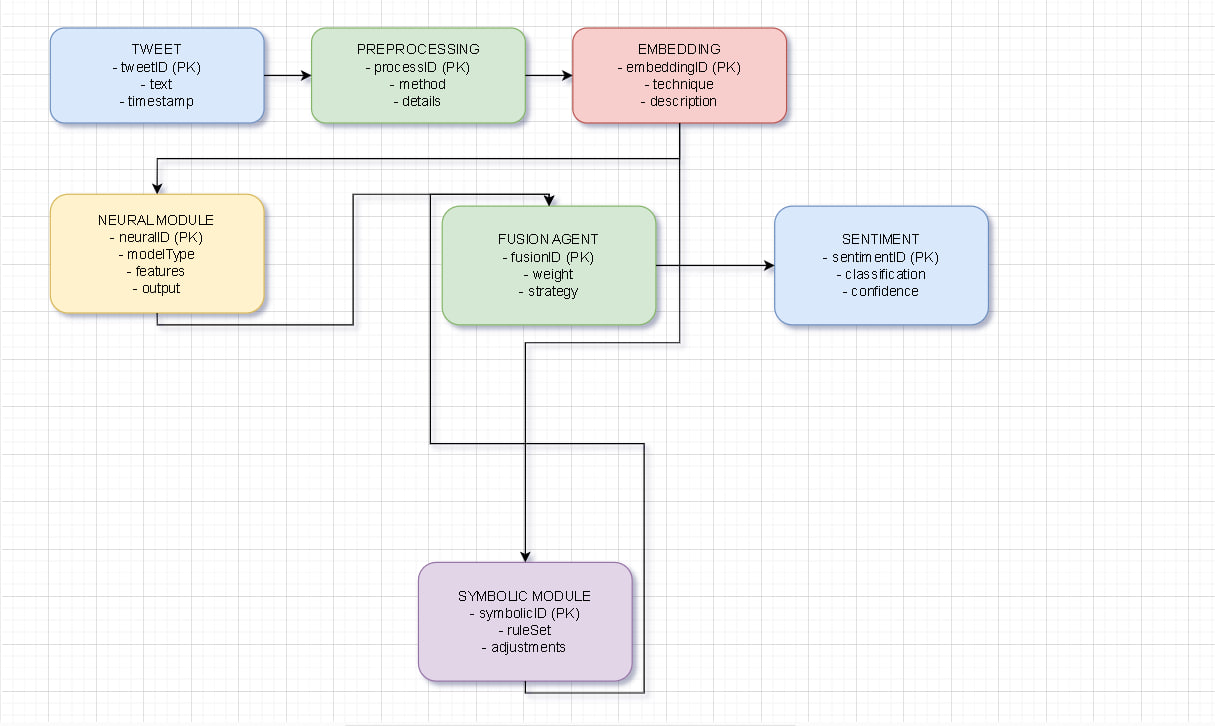 TWEET
- tweetID (PK)
- text
- timestamp
PREPROCESSING
- processID (PK)
- method
- details
EMBEDDING
- embeddingID (PK)
- technique
- description
NEURAL MODULE
- neuralID (PK)
- modelType
- features
- output
FUSION AGENT
- fusionID (PK)
- weight
- strategy
SENTIMENT
- sentimentID (PK)
- classification
- confidence
SYMBOLIC MODULE
- symbolicID (PK)
- ruleSet
- adjustments